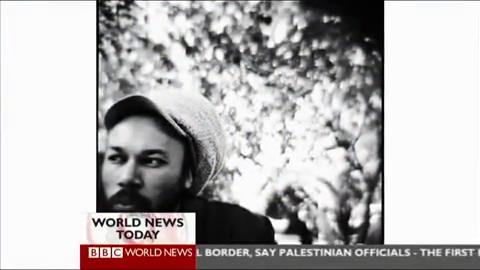 WORLD NEWS
TODAY
BBC WORLD NEWS
L BORDER, SAY PALESTINIAN OFFICIALS - THE FIRST